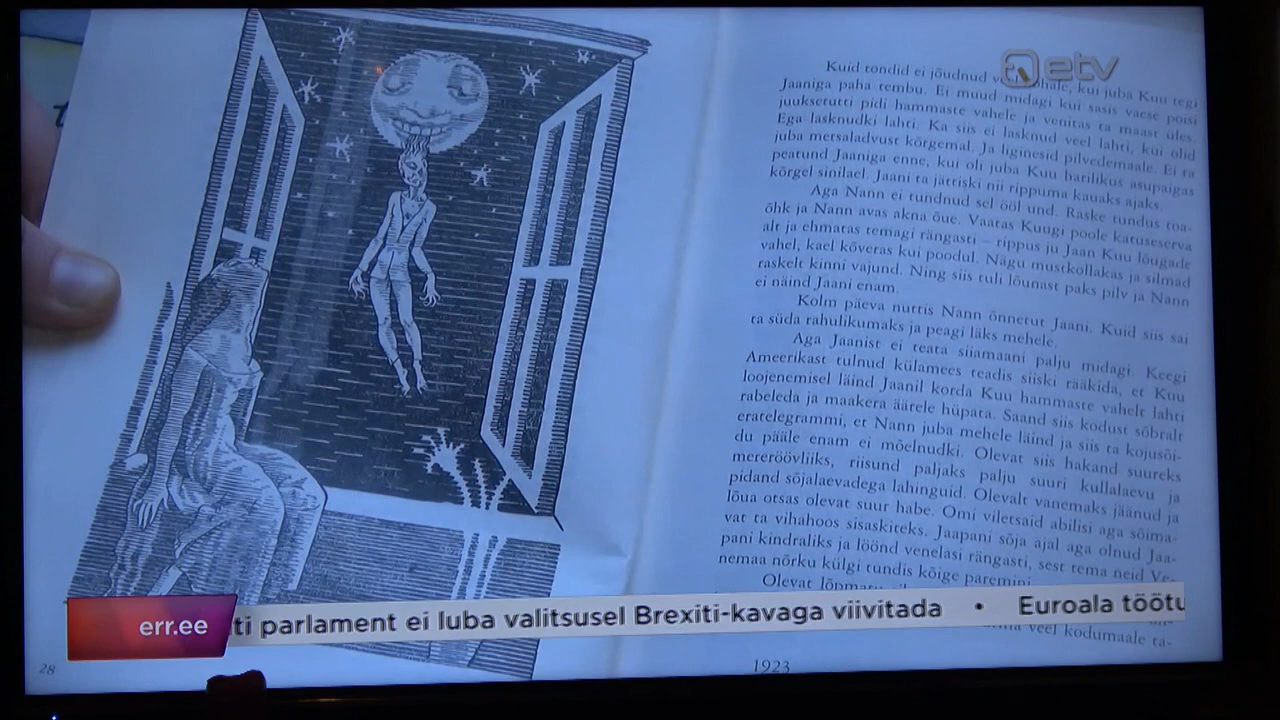 etv
Kuid tondid ei jõudnud kui juba Kuu tegi
Jaaniga paha tembu. Ei muud midagi kui sasis vaese poisi
juuksetutti pidi hammaste vahele ja venitas ta maast üles.
Ega lasknudki lahti. Ka siis ei lasknud veel lahti, kui olid
juba metsaladvust kõrgemal. Ja liginesid pilvedemaale. Ei ta
peatund Jaaniga enne, kui oli juba Kuu harilikus asupaigas
kõrgel sinilael. Jaani ta jättiski nii rippuma kauaks ajaks.
Aga Nann ei tundnud sel ööl und. Raske tundus toa-
õhk ja Nann avas akna õue. Vaatas Kuugi poole katuseserva
alt ja ehmatas temagi rängasti – rippus ju Jaan Kuu lõugade
vahel, kael kõveras kui poodul. Nägu mustkollakas ja silmad
raskelt kinni vajund. Ning siis tuli lõunast paks pilv ja Nann
ei näind Jaani enam.
Kolm päeva nuttis Nann õnnetut Jaani. Kuid siis sai
ta süda rahulikumaks ja peagi läks mehele.
Aga Jaanist ei teata siiamaani palju midagi. Keegi
Ameerikast tulnud külamees teadis siiski rääkida, et Kuu
loojenemisel läind Jaanil korda Kuu hammaste vahelt lahti
rabeleda ja maakera äärele hüpata. Saand siis kodust sõbralt
eratelegrammi, et Nann juba mehele läind ja siis ta kojusõi-
du pääle enam ei mõelnudki. Olevat siis hakand suureks
mereröövliiks, riisund paljaks palju suuri kullalaevu ja
pidand sõjalaevadega lahinguid. Olevalt vanemaks jäänud ja
lõua otsas olevat suur habe. Omi viletsaid abilisi aga sõima-
vat ta vihahoos sisaskiteks. Jaapani sõja ajal aga olnud Jaa-
pani kindraliks ja löönd venelasi rängasti, sest tema neid Ve-
nemaa nõrku külgi tundis kõige paremini.
Olevat lõpmatu
veel kodumaale ta-
err.ee
ti parlament ei luba valitsusel Brexiti-kavaga viivitada • Euroala töötu
28
1923